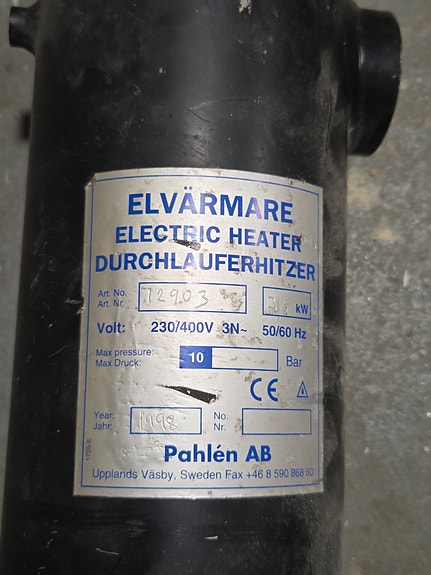 ELVÄRMARE
ELECTRIC HEATER
DURCHLAUFERHITZER
Art. No.
Art. Nr.
12903
kW
Volt: 230/400V 3N~ 50/60 Hz
Max pressure:
Max Druck:
10
Bar
CE
Year:
Jahr:
1998
No.
Nr.
Pahlén AB
Upplands Väsby, Sweden Fax +46 8 590 868 80